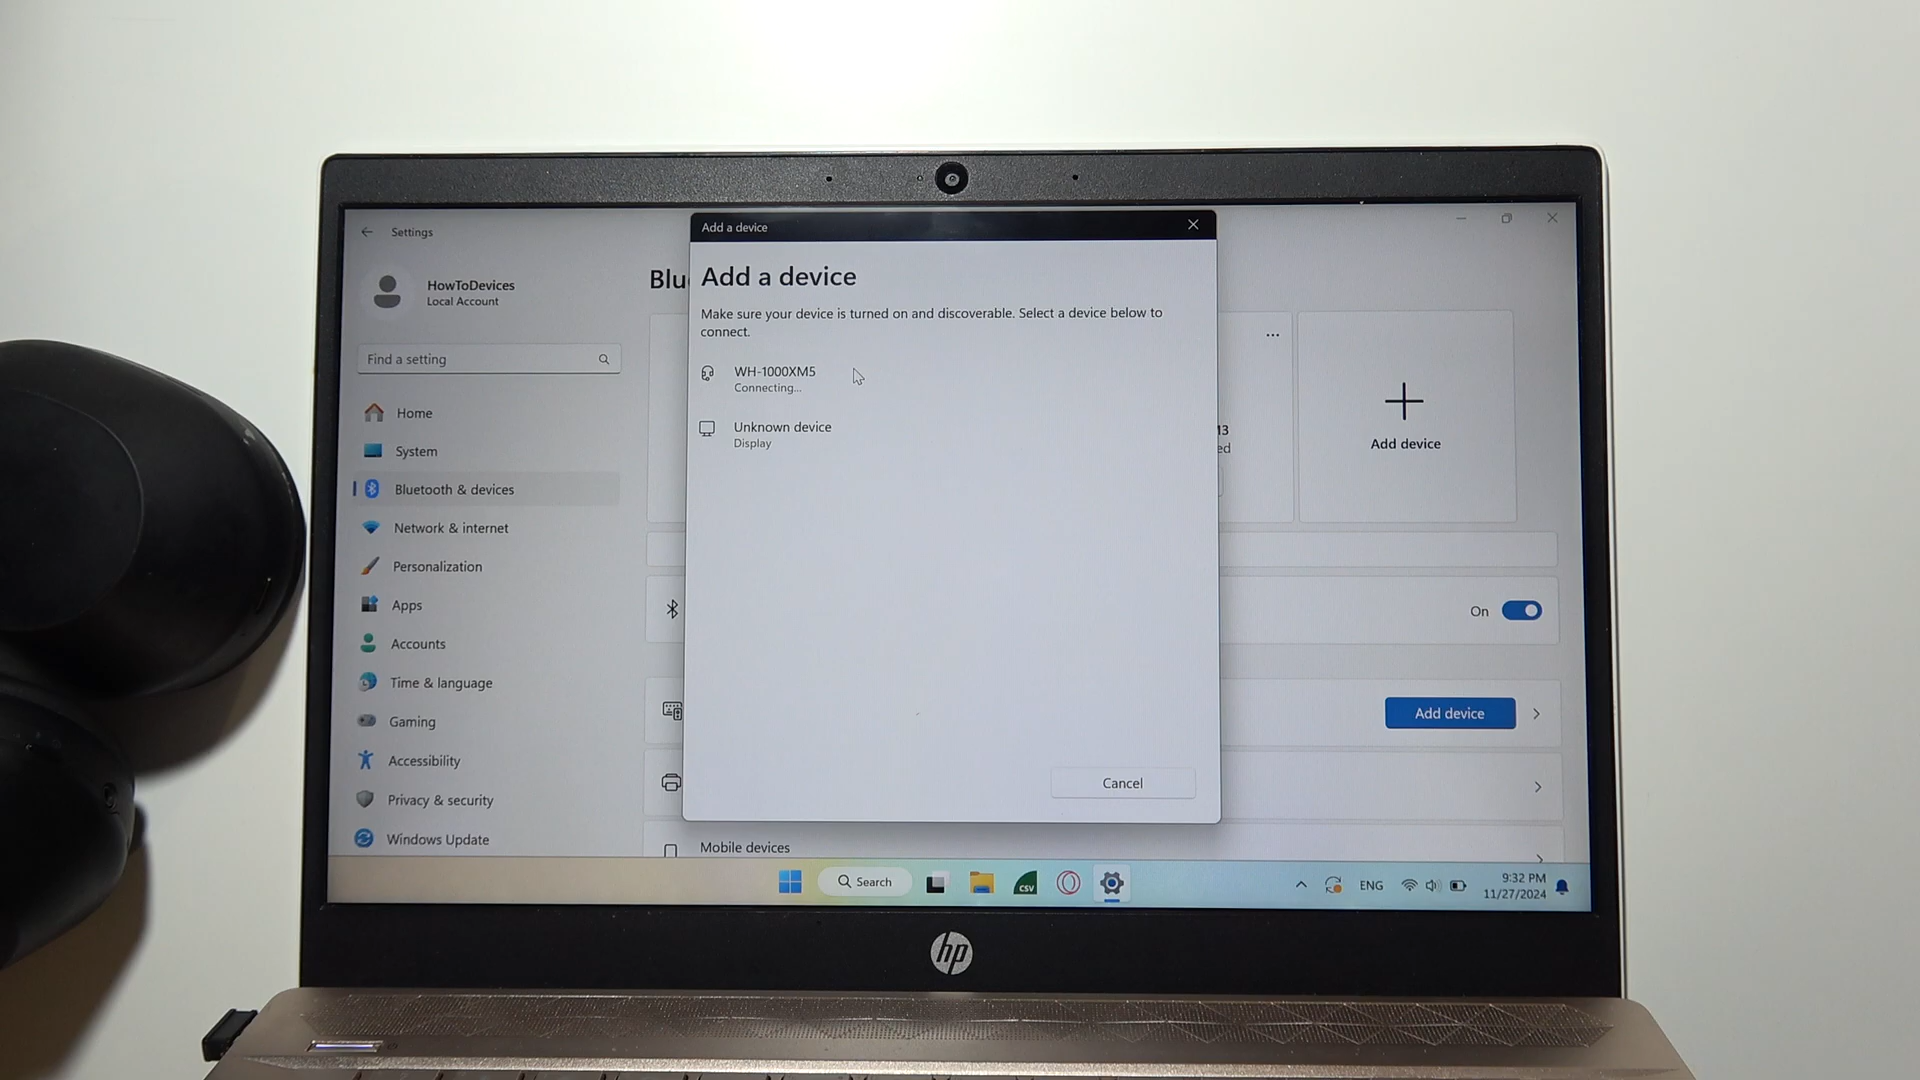 Settings
HowToDevices
Local Account
Find a setting
Home
System
Bluetooth & devices
Network & internet
Personalization
Apps
Accounts
Time & language
Gaming
Accessibility
Privacy & security
Windows Update
Blu
Add a device
Add a device
Make sure your device is turned on and discoverable. Select a device below to
connect.
WH-1000XM5
Connecting...
Unknown device
Display
Cancel
...
ed
Add device
On
Add device
Mobile devices
Search
CSV
ENG
9:32 PM
11/27/2024
hp